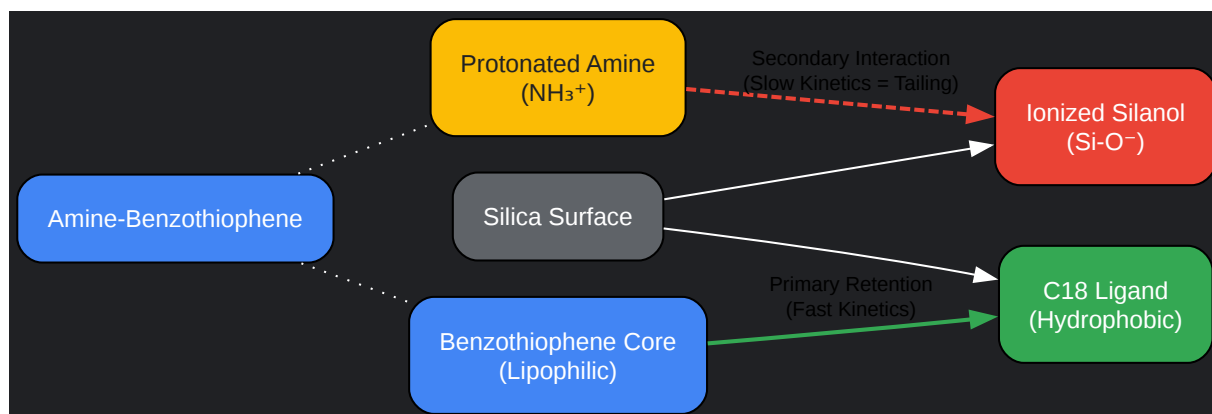 Protonated Amine
(NH₃⁺)
Secondary Interaction
(Slow Kinetics = Tailing)
Ionized Silanol
(Si-O⁻)
Amine-Benzothiophene
Silica Surface
Primary Retention
(Fast Kinetics)
C18 Ligand
(Hydrophobic)
Benzothiophene Core
(Lipophilic)